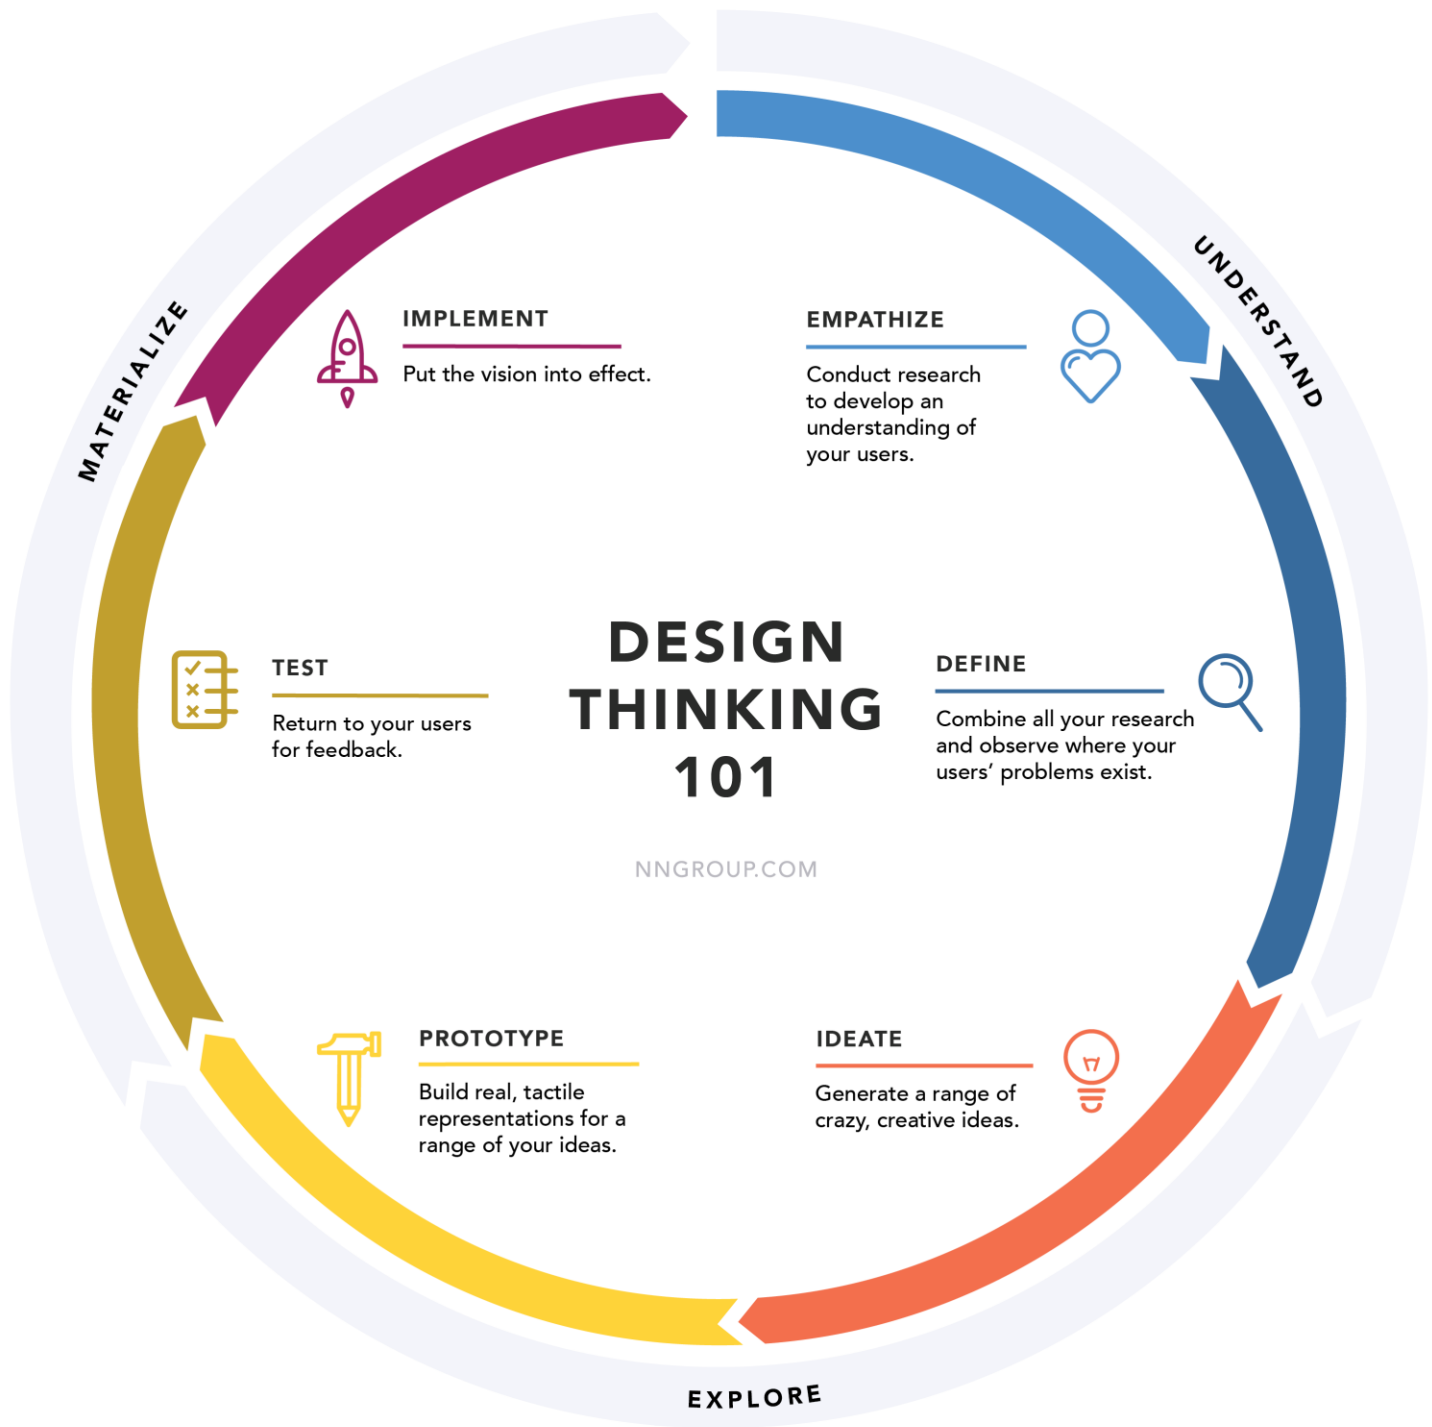 DESIGN
THINKING
101
NNGROUP.COM
UNDERSTAND
EMPATHIZE
Conduct research
to develop an
understanding of
your users.
DEFINE
Combine all your research
and observe where your
users’ problems exist.
EXPLORE
IDEATE
Generate a range of
crazy, creative ideas.
PROTOTYPE
Build real, tactile
representations for a
range of your ideas.
MATERIALIZE
TEST
Return to your users
for feedback.
IMPLEMENT
Put the vision into effect.